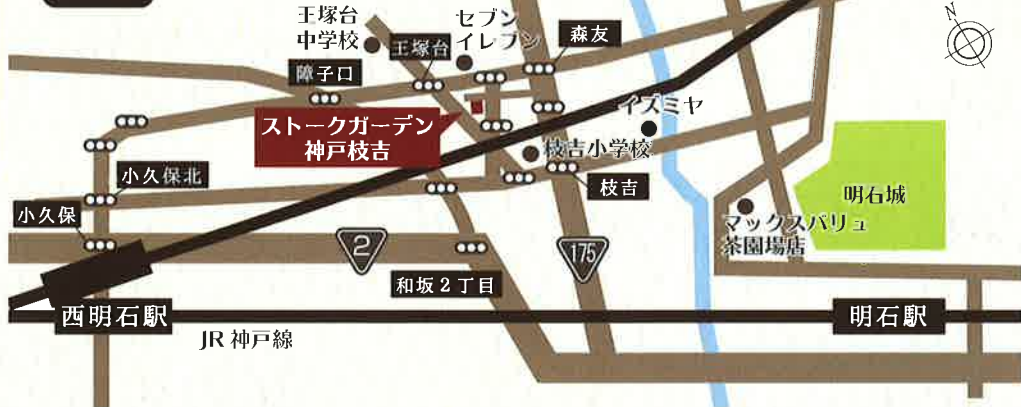 王塚台
中学校
セブン
イレブン
森友
N
王塚台
障子口
イズミヤ
ストークガーデン
神戸枝吉
枝吉小学校
小久保北
枝吉
明石城
小久保
マックスバリュ
茶園場店
2
175
和坂2丁目
西明石駅
明石駅
JR神戸線